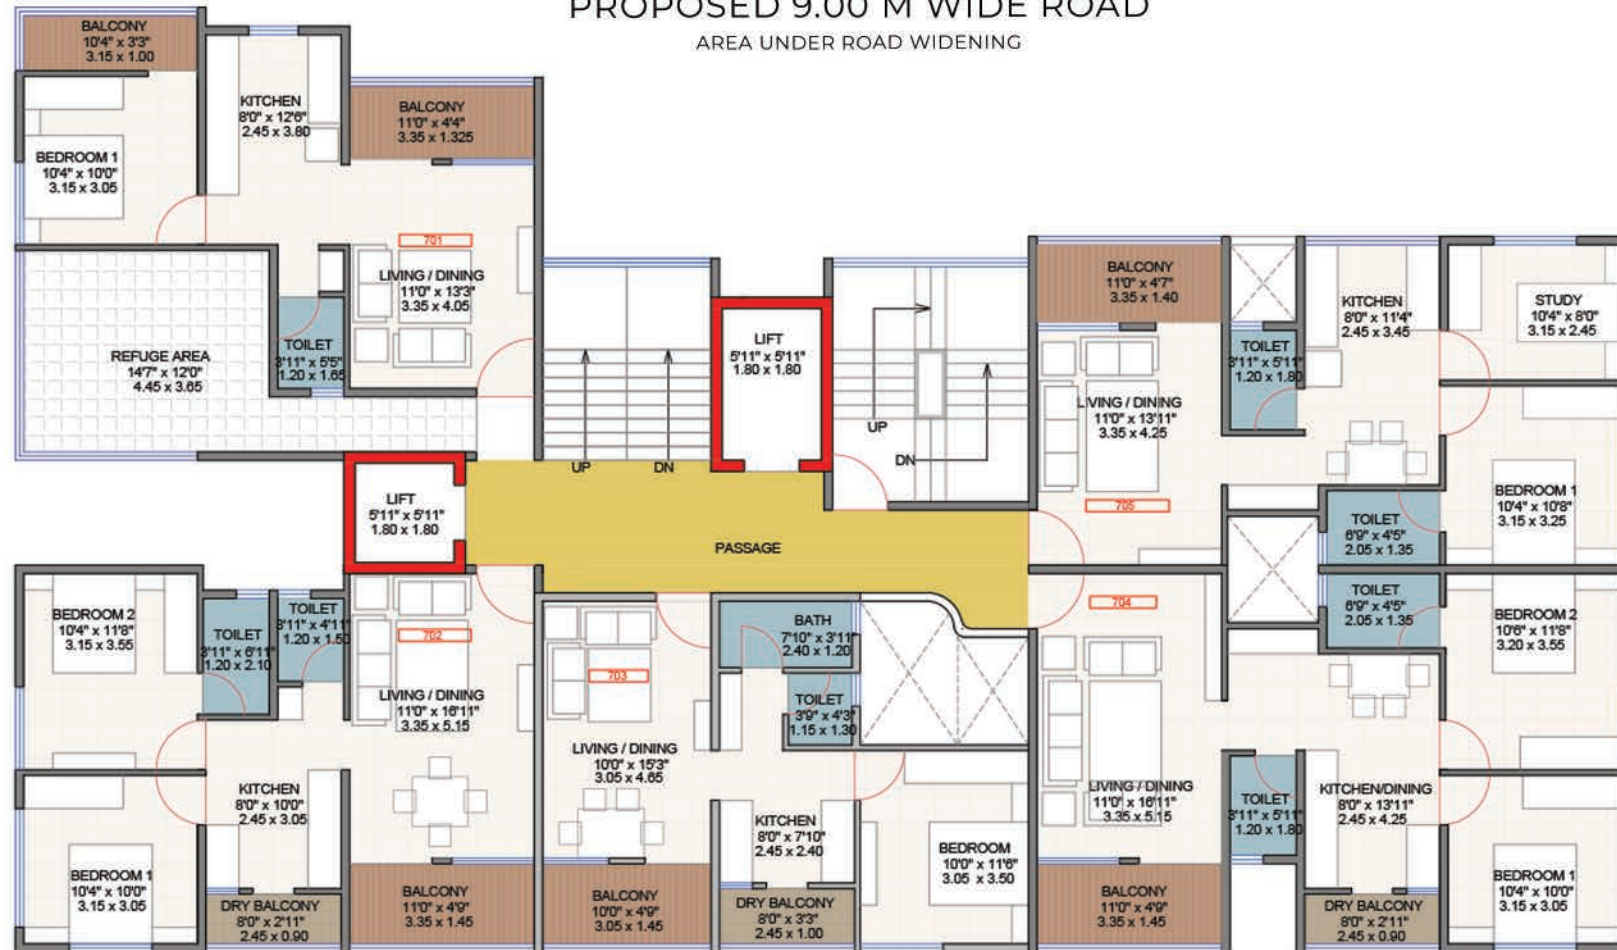 PROPOSED 9.00 M WIDE ROAD
AREA UNDER ROAD WIDENING
BALCONY
10'4" x 3'3"
3.15 x 1.00
KITCHEN
8'0" x 12'6"
2.45 x 3.80
BALCONY
11'0" x 4'4"
3.35 x 1.325
BEDROOM 1
10'4" x 10'0"
3.15 x 3.05
701
LIVING / DINING
11'0" x 13'3"
3.35 x 4.05
TOILET
3'11" x 5'5"
1.20 x 1.65
REFUGE AREA
14'7" x 12'0"
4.45 x 3.65
UP
DN
LIFT
5'11" x 5'11"
1.80 x 1.80
UP
DN
BALCONY
11'0" x 4'7"
3.35 x 1.40
KITCHEN
8'0" x 11'4"
2.45 x 3.45
STUDY
10'4" x 8'0"
3.15 x 2.45
TOILET
3'11" x 5'11"
1.20 x 1.80
LIVING / DINING
11'0" x 13'11"
3.35 x 4.25
705
BEDROOM 1
10'4" x 10'8"
3.15 x 3.25
TOILET
6'9" x 4'5"
2.05 x 1.35
LIFT
5'11" x 5'11"
1.80 x 1.80
PASSAGE
BEDROOM 2
10'4" x 11'8"
3.15 x 3.55
TOILET
3'11" x 6'11"
1.20 x 2.10
TOILET
3'11" x 4'11"
1.20 x 1.50
702
LIVING / DINING
11'0" x 16'11"
3.35 x 5.15
KITCHEN
8'0" x 10'0"
2.45 x 3.05
BEDROOM 1
10'4" x 10'0"
3.15 x 3.05
DRY BALCONY
8'0" x 2'11"
2.45 x 0.90
BALCONY
11'0" x 4'9"
3.35 x 1.45
703
LIVING / DINING
10'0" x 15'3"
3.05 x 4.65
BATH
7'10" x 3'11"
2.40 x 1.20
TOILET
3'9" x 4'3"
1.15 x 1.30
KITCHEN
8'0" x 7'10"
2.45 x 2.40
BEDROOM
10'0" x 11'6"
3.05 x 3.50
BALCONY
10'0" x 4'9"
3.05 x 1.45
DRY BALCONY
8'0" x 3'3"
2.45 x 1.00
704
TOILET
6'9" x 4'5"
2.05 x 1.35
BEDROOM 2
10'6" x 11'8"
3.20 x 3.55
LIVING / DINING
11'0" x 16'11"
3.35 x 5.15
TOILET
3'11" x 5'11"
1.20 x 1.80
KITCHEN/DINING
8'0" x 13'11"
2.45 x 4.25
BEDROOM 1
10'4" x 10'0"
3.15 x 3.05
BALCONY
11'0" x 4'9"
3.35 x 1.45
DRY BALCONY
8'0" x 2'11"
2.45 x 0.90